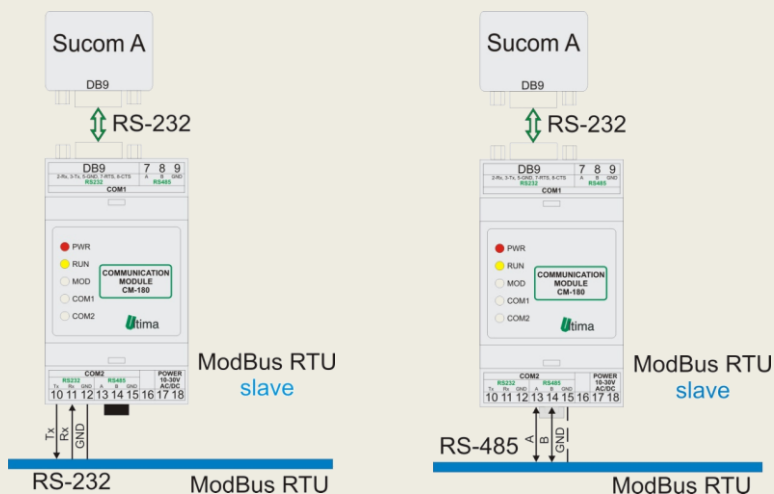 Sucom A
DB9
RS-232
DB9 7 8 9
2-Rx, 3-Tx, 5-GND, 7-RTS, 8-CTS A B GND
RS232 RS485
COM1
PWR
RUN
MOD
COM1
COM2
COMMUNICATION
MODULE
CM-180
Utima
ModBus RTU
slave
COM2 POWER
RS232 RS485 10-30V
Tx Rx GND A B GND AC/DC
10 11 12 13 14 15 16 17 18
Tx
Rx
GND
RS-232
ModBus RTU
Sucom A
DB9
RS-232
DB9 7 8 9
2-Rx, 3-Tx, 5-GND, 7-RTS, 8-CTS A B GND
RS232 RS485
COM1
PWR
RUN
MOD
COM1
COM2
COMMUNICATION
MODULE
CM-180
Utima
ModBus RTU
slave
COM2 POWER
RS232 RS485 10-30V
Tx Rx GND A B GND AC/DC
10 11 12 13 14 15 16 17 18
RS-485
A
B
GND
ModBus RTU